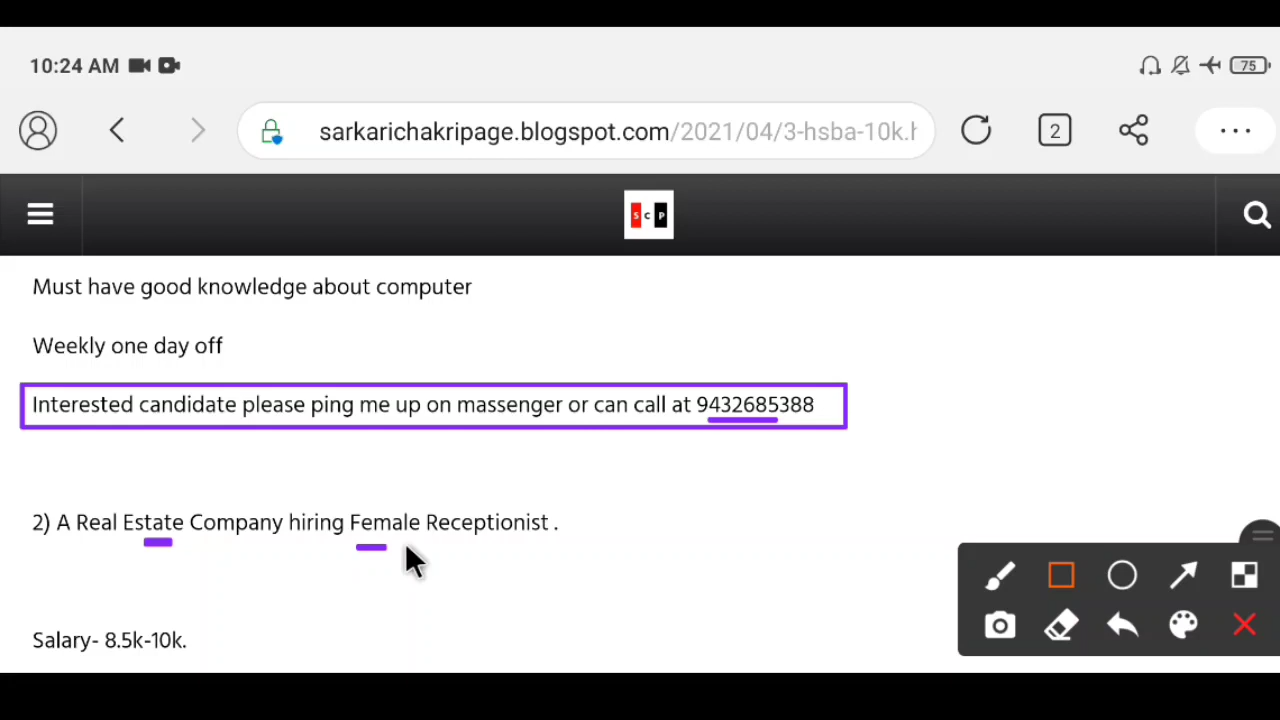 10:24 AM
75
sarkarichakripage.blogspot.com/2021/04/3-hsba-10k.h
2
S C P
Must have good knowledge about computer
Weekly one day off
Interested candidate please ping me up on massenger or can call at 9432685388
2) A Real Estate Company hiring Female Receptionist .
Salary- 8.5k-10k.